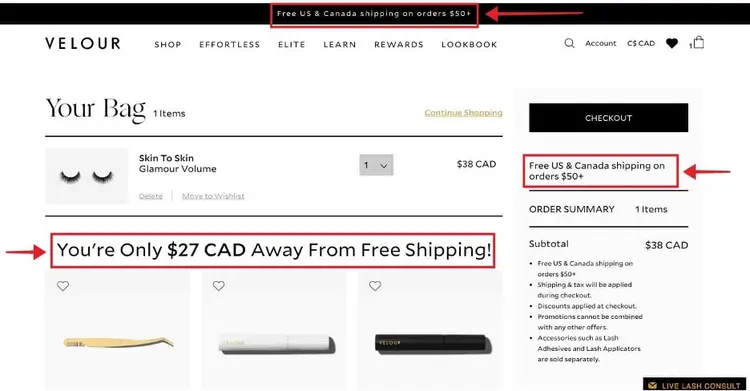 Free US & Canada shipping on orders $50+
VELOUR
SHOP EFFORTLESS ELITE LEARN REWARDS LOOKBOOK
Account C$ CAD 1
Your Bag 1 Items
Continue Shopping
Skin To Skin
Glamour Volume
1
$38 CAD
Delete | Move to Wishlist
You're Only $27 CAD Away From Free Shipping!
VELOUR
VELOUR
CHECKOUT
Free US & Canada shipping on
orders $50+
ORDER SUMMARY 1 Items
Subtotal $38 CAD
• Free US & Canada shipping on
orders $50+
• Shipping & tax will be applied
during checkout.
• Discounts applied at checkout.
• Promotions cannot be combined
with any other offers.
• Accessories such as Lash
Adhesives and Lash Applicators
are sold separately.
LIVE LASH CONSULT